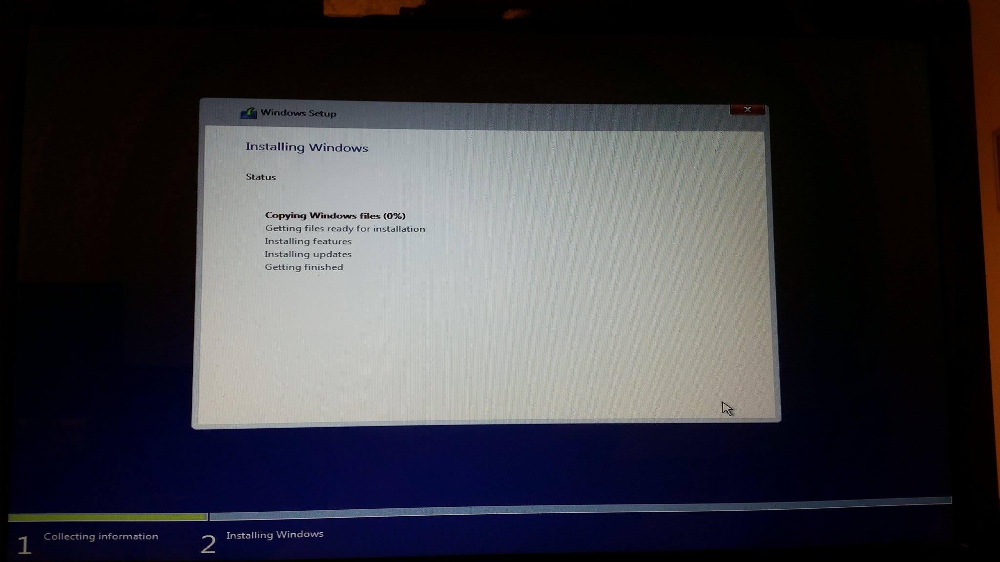 Windows Setup
Installing Windows
Status
Copying Windows files (0%)
Getting files ready for installation
Installing features
Installing updates
Getting finished
1 Collecting information
2 Installing Windows